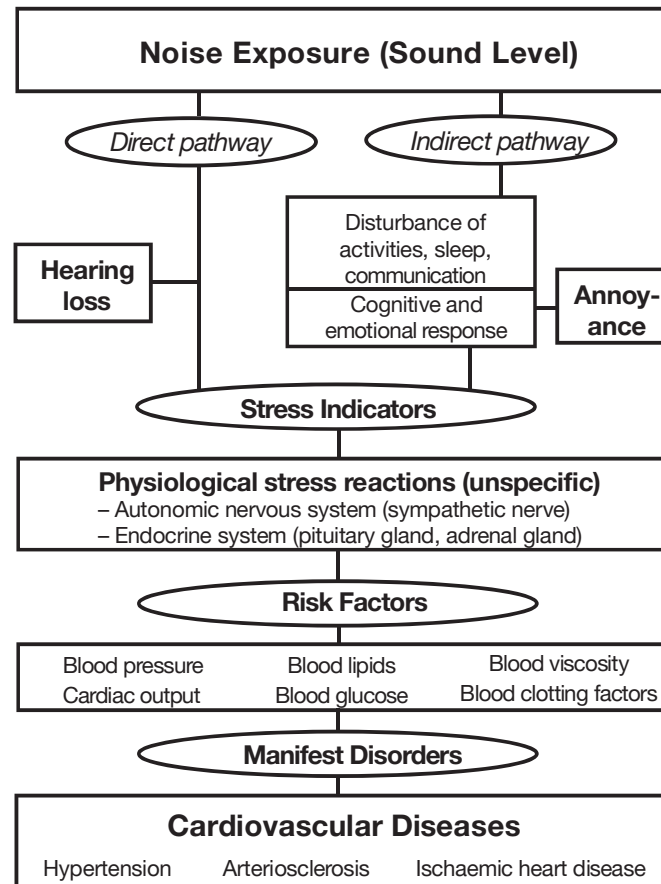 Noise Exposure (Sound Level)
Direct pathway
Indirect pathway
Hearing
loss
Disturbance of
activities, sleep,
communication
Cognitive and
emotional response
Annoy-
ance
Stress Indicators
Physiological stress reactions (unspecific)
– Autonomic nervous system (sympathetic nerve)
– Endocrine system (pituitary gland, adrenal gland)
Risk Factors
Blood pressure Blood lipids Blood viscosity
Cardiac output Blood glucose Blood clotting factors
Manifest Disorders
Cardiovascular Diseases
Hypertension Arteriosclerosis Ischaemic heart disease